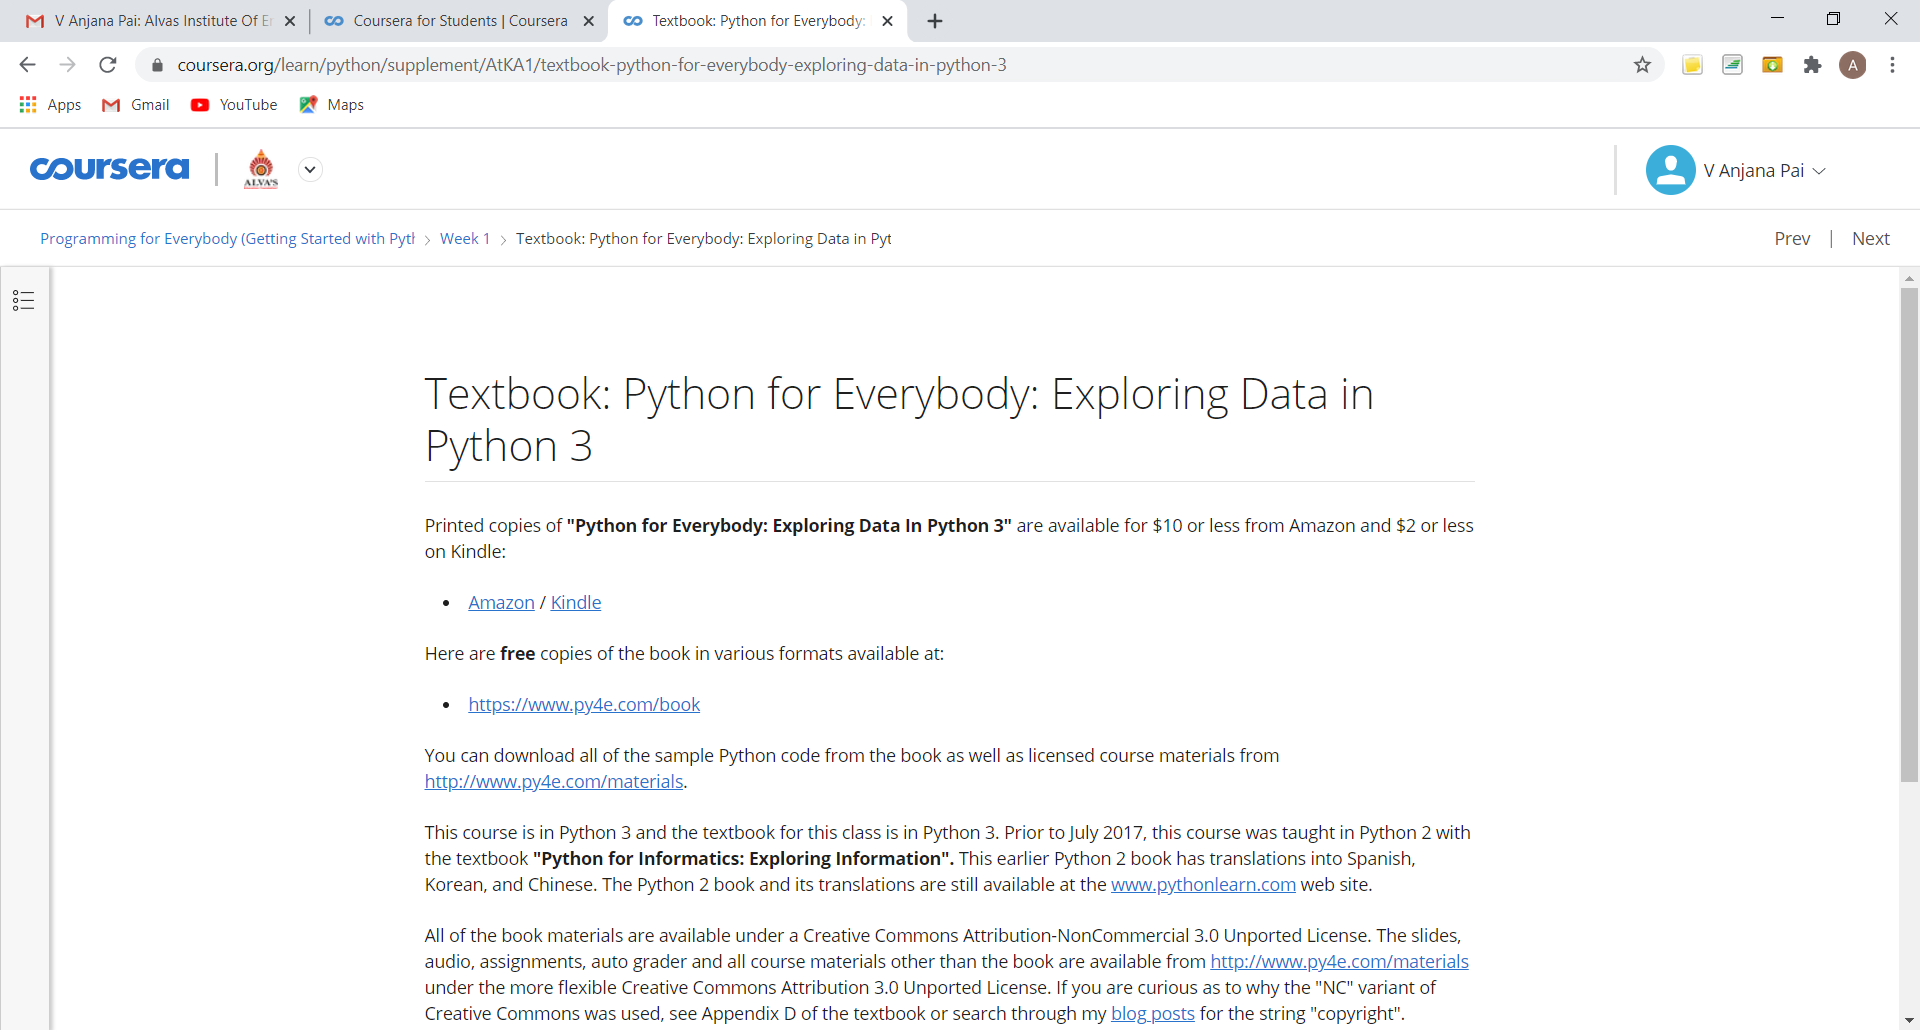 V Anjana Pai: Alvas Institute Of E
Coursera for Students | Coursera
Textbook: Python for Everybody:
coursera.org/learn/python/supplement/AtKA1/textbook-python-for-everybody-exploring-data-in-python-3
A
Apps
Gmail
YouTube
Maps
coursera
ALVA'S
V Anjana Pai
Programming for Everybody (Getting Started with Pyt
Week 1
Textbook: Python for Everybody: Exploring Data in Pyt
Prev | Next
Textbook: Python for Everybody: Exploring Data in
Python 3
Printed copies of "Python for Everybody: Exploring Data In Python 3" are available for $10 or less from Amazon and $2 or less
on Kindle:
• Amazon / Kindle
Here are free copies of the book in various formats available at:
• https://www.py4e.com/book
You can download all of the sample Python code from the book as well as licensed course materials from
http://www.py4e.com/materials.
This course is in Python 3 and the textbook for this class is in Python 3. Prior to July 2017, this course was taught in Python 2 with
the textbook "Python for Informatics: Exploring Information". This earlier Python 2 book has translations into Spanish,
Korean, and Chinese. The Python 2 book and its translations are still available at the www.pythonlearn.com web site.
All of the book materials are available under a Creative Commons Attribution-NonCommercial 3.0 Unported License. The slides,
audio, assignments, auto grader and all course materials other than the book are available from http://www.py4e.com/materials
under the more flexible Creative Commons Attribution 3.0 Unported License. If you are curious as to why the "NC" variant of
Creative Commons was used, see Appendix D of the textbook or search through my blog posts for the string "copyright".